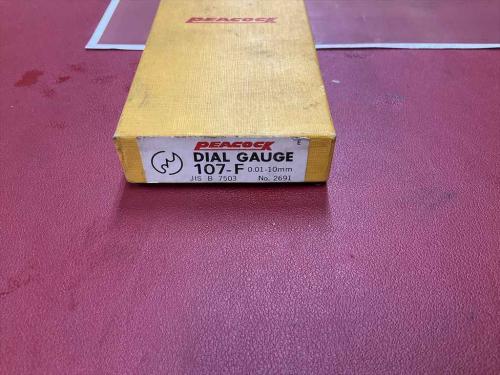 PEACOCK
PEACOCK
E
DIAL GAUGE
107-F 0.01-10mm
JIS B 7503 No. 2691